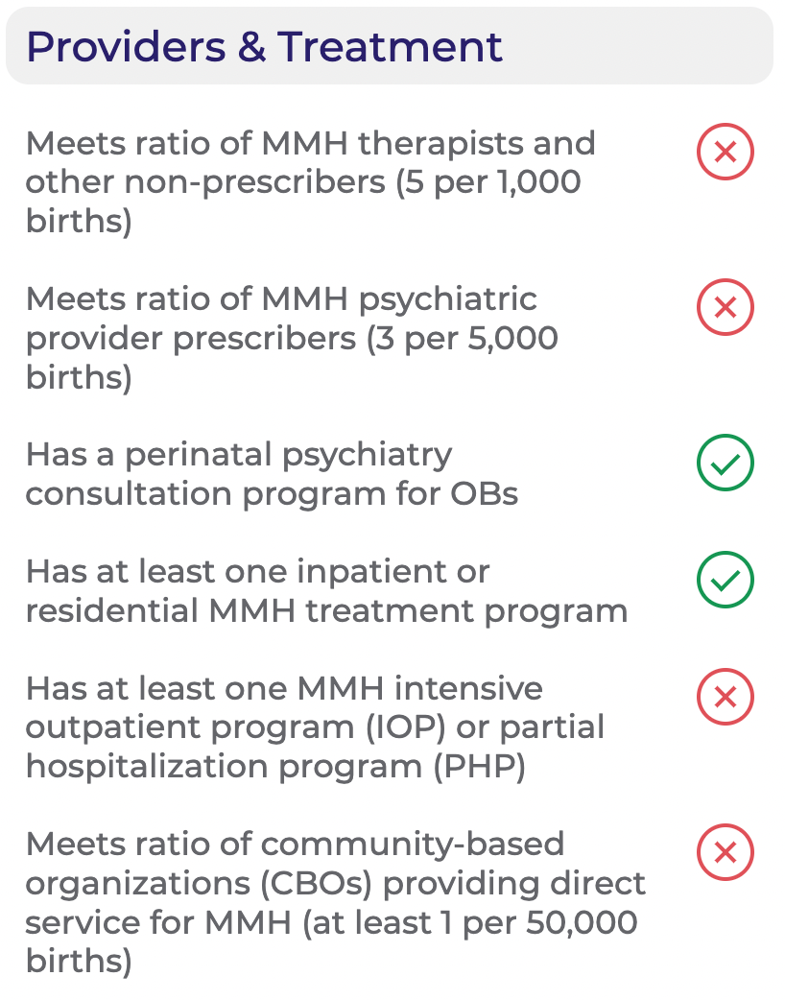 Providers & Treatment
Meets ratio of MMH therapists and
other non-prescribers (5 per 1,000
births)
Meets ratio of MMH psychiatric
provider prescribers (3 per 5,000
births)
Has a perinatal psychiatry
consultation program for OBs
Has at least one inpatient or
residential MMH treatment program
Has at least one MMH intensive
outpatient program (IOP) or partial
hospitalization program (PHP)
Meets ratio of community-based
organizations (CBOs) providing direct
service for MMH (at least 1 per 50,000
births)